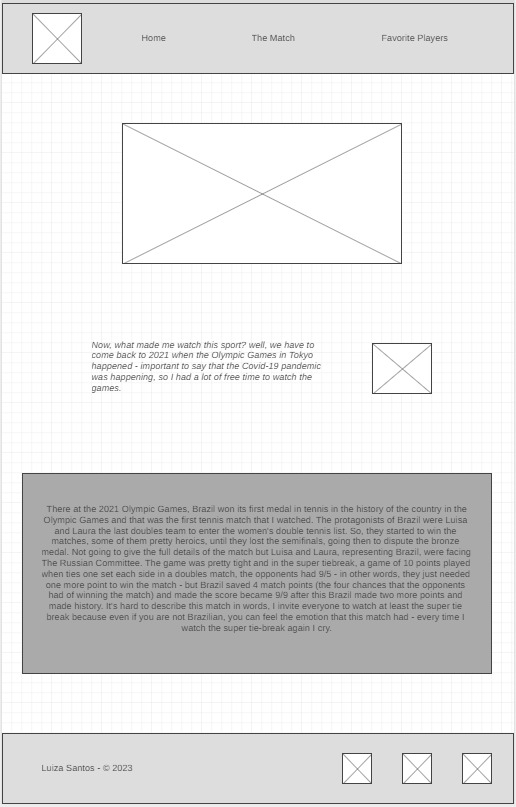 Home The Match Favorite Players
Now, what made me watch this sport? well, we have to
come back to 2021 when the Olympic Games in Tokyo
happened - important to say that the Covid-19 pandemic
was happening, so I had a lot of free time to watch the
games.
There at the 2021 Olympic Games, Brazil won its first medal in tennis in the history of the country in the
Olympic Games and that was the first tennis match that I watched. The protagonists of Brazil were Luisa
and Laura the last doubles team to enter the women's double tennis list. So, they started to win the
matches, some of them pretty heroics, until they lost the semifinals, going then to dispute the bronze
medal. Not going to give the full details of the match but Luisa and Laura, representing Brazil, were facing
The Russian Committee. The game was pretty tight and in the super tiebreak, a game of 10 points played
when ties one set each side in a doubles match, the opponents had 9/5 - in other words, they just needed
one more point to win the match - but Brazil saved 4 match points (the four chances that the opponents
had of winning the match) and made the score became 9/9 after this Brazil made two more points and
made history. It's hard to describe this match in words, I invite everyone to watch at least the super tie
break because even if you are not Brazilian, you can feel the emotion that this match had - every time I
watch the super tie-break again I cry.
Luiza Santos - © 2023